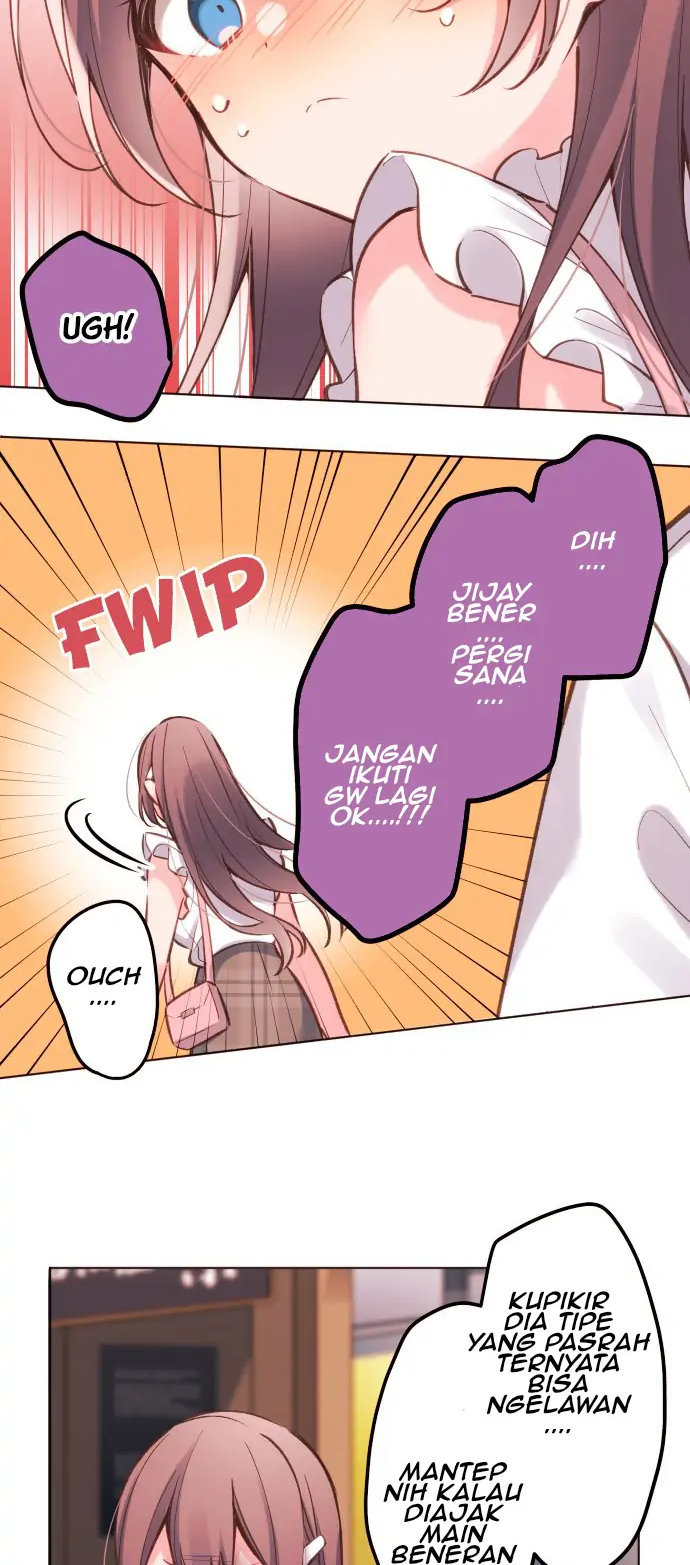 UGH!
DIH
....
JIJAY
BENER
....
PERGI
SANA
....
JANGAN
IKUTI
GW LAGI
OK....!!!
FWIP
OUCH
....
KUPIKIR
DIA TIPE
YANG PASRAH
TERNYATA
BISA
NGELAWAN
....
MANTEP
NIH KALAU
DIAJAK
MAIN
BENERAN